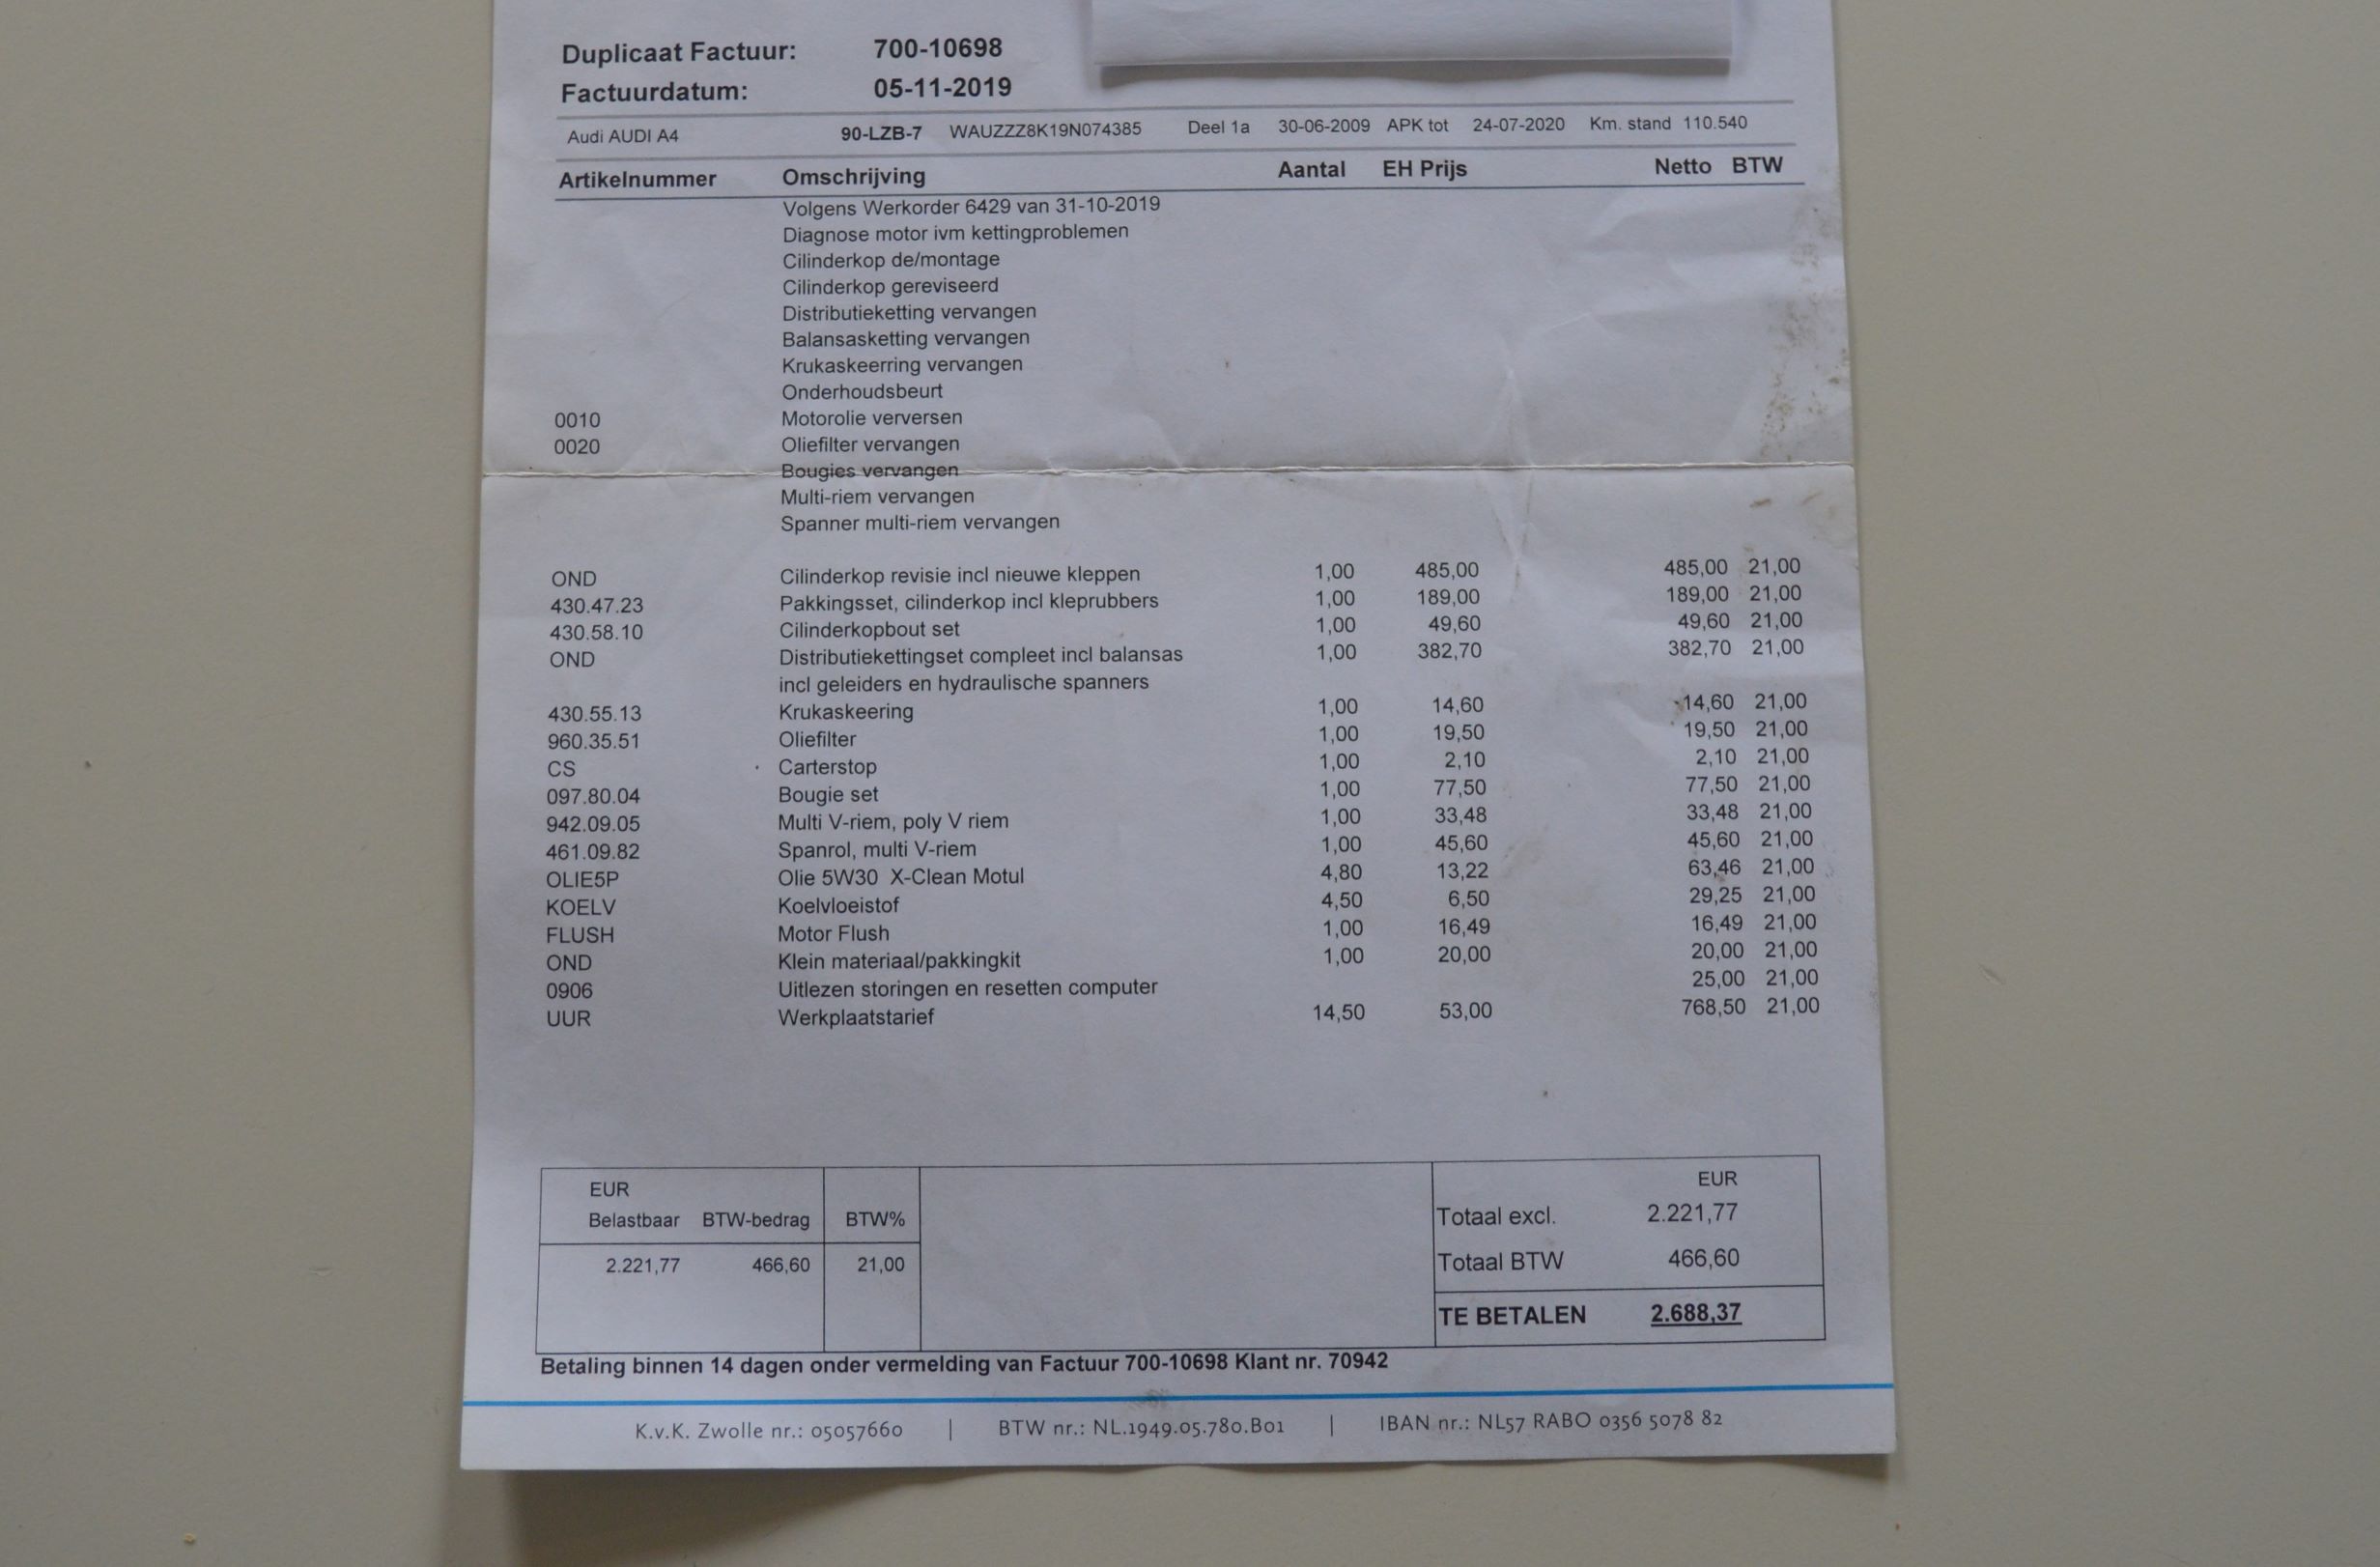 Duplicaat Factuur: 700-10698
Factuurdatum: 05-11-2019
Audi AUDI A4 90-LZB-7 WAUZZZ8K19N074385 Deel 1a 30-06-2009 APK tot 24-07-2020 Km. stand 110.540
Artikelnummer Omschrijving Aantal EH Prijs Netto BTW
Volgens Werkorder 6429 van 31-10-2019
Diagnose motor ivm kettingproblemen
Cilinderkop de/montage
Cilinderkop gereviseerd
Distributieketting vervangen
Balansasketting vervangen
Krukaskeerring vervangen
Onderhoudsbeurt
0010 Motorolie verversen
0020 Oliefilter vervangen
Bougies vervangen
Multi-riem vervangen
Spanner multi-riem vervangen
OND Cilinderkop revisie incl nieuwe kleppen 1,00 485,00 485,00 21,00
430.47.23 Pakkingsset, cilinderkop incl kleprubbers 1,00 189,00 189,00 21,00
430.58.10 Cilinderkopbout set 1,00 49,60 49,60 21,00
OND Distributiekettingset compleet incl balansas 1,00 382,70 382,70 21,00
incl geleiders en hydraulische spanners
430.55.13 Krukaskeering 1,00 14,60 14,60 21,00
960.35.51 Oliefilter 1,00 19,50 19,50 21,00
CS Carterstop 1,00 2,10 2,10 21,00
097.80.04 Bougie set 1,00 77,50 77,50 21,00
942.09.05 Multi V-riem, poly V riem 1,00 33,48 33,48 21,00
461.09.82 Spanrol, multi V-riem 1,00 45,60 45,60 21,00
OLIE5P Olie 5W30 X-Clean Motul 4,80 13,22 63,46 21,00
KOELV Koelvloeistof 4,50 6,50 29,25 21,00
FLUSH Motor Flush 1,00 16,49 16,49 21,00
OND Klein materiaal/pakkingkit 1,00 20,00 20,00 21,00
0906 Uitlezen storingen en resetten computer 25,00 21,00
UUR Werkplaatstarief 14,50 53,00 768,50 21,00
EUR EUR
Belastbaar BTW-bedrag BTW% Totaal excl. 2.221,77
2.221,77 466,60 21,00 Totaal BTW 466,60
TE BETALEN 2.688,37
Betaling binnen 14 dagen onder vermelding van Factuur 700-10698 Klant nr. 70942
K.v.K. Zwolle nr.: 05057660 | BTW nr.: NL.1949.05.780.B01 | IBAN nr.: NL57 RABO 0356 5078 82